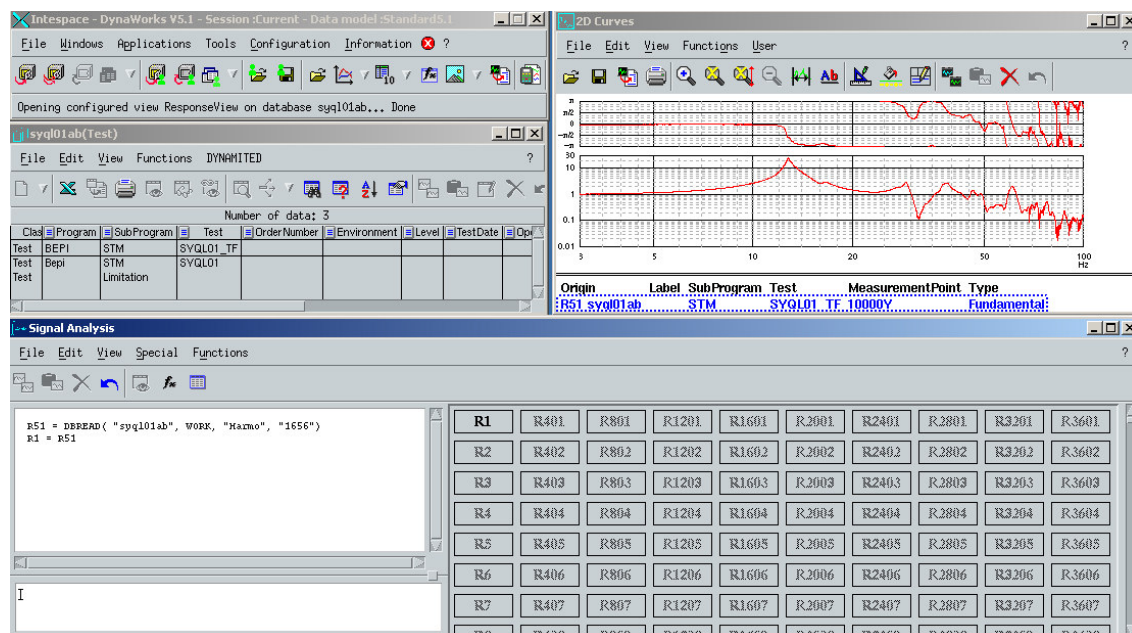 Intespace - DynaWorks V5.1 - Session :Current - Data model :Standard5.1
File Windows Applications Tools Configuration Information ?
Opening configured view ResponseView on database syql01ab... Done
syql01ab(Test)
File Edit View Functions DYNAMITED ?
Number of data: 3
Clas Program SubProgram Test OrderNumber Environment Level TestDate Ope
Test BEPI STM SYQL01_TF
Test Bepi STM SYQL01
Test Limitation
2D Curves
File Edit View Functions User ?
π
π/2
0
-π/2
-π
30
10
1
0.1
0.01
3 5 10 20 50 100
Hz
Origin Label SubProgram Test MeasurementPoint Type
R51 syql01ab STM SYQL01_TF 10000Y Fundamental
Signal Analysis
File Edit View Special Functions ?
R51 = DBREAD( "syql01ab", WORK, "Harmo", "1656")
R1 = R51
R1 R401 R801 R1201 R1601 R2001 R2401 R2801 R3201 R3601
R2 R402 R802 R1202 R1602 R2002 R2402 R2802 R3202 R3602
R3 R403 R803 R1203 R1603 R2003 R2403 R2803 R3203 R3603
R4 R404 R804 R1204 R1604 R2004 R2404 R2804 R3204 R3604
R5 R405 R805 R1205 R1605 R2005 R2405 R2805 R3205 R3605
R6 R406 R806 R1206 R1606 R2006 R2406 R2806 R3206 R3606
R7 R407 R807 R1207 R1607 R2007 R2407 R2807 R3207 R3607